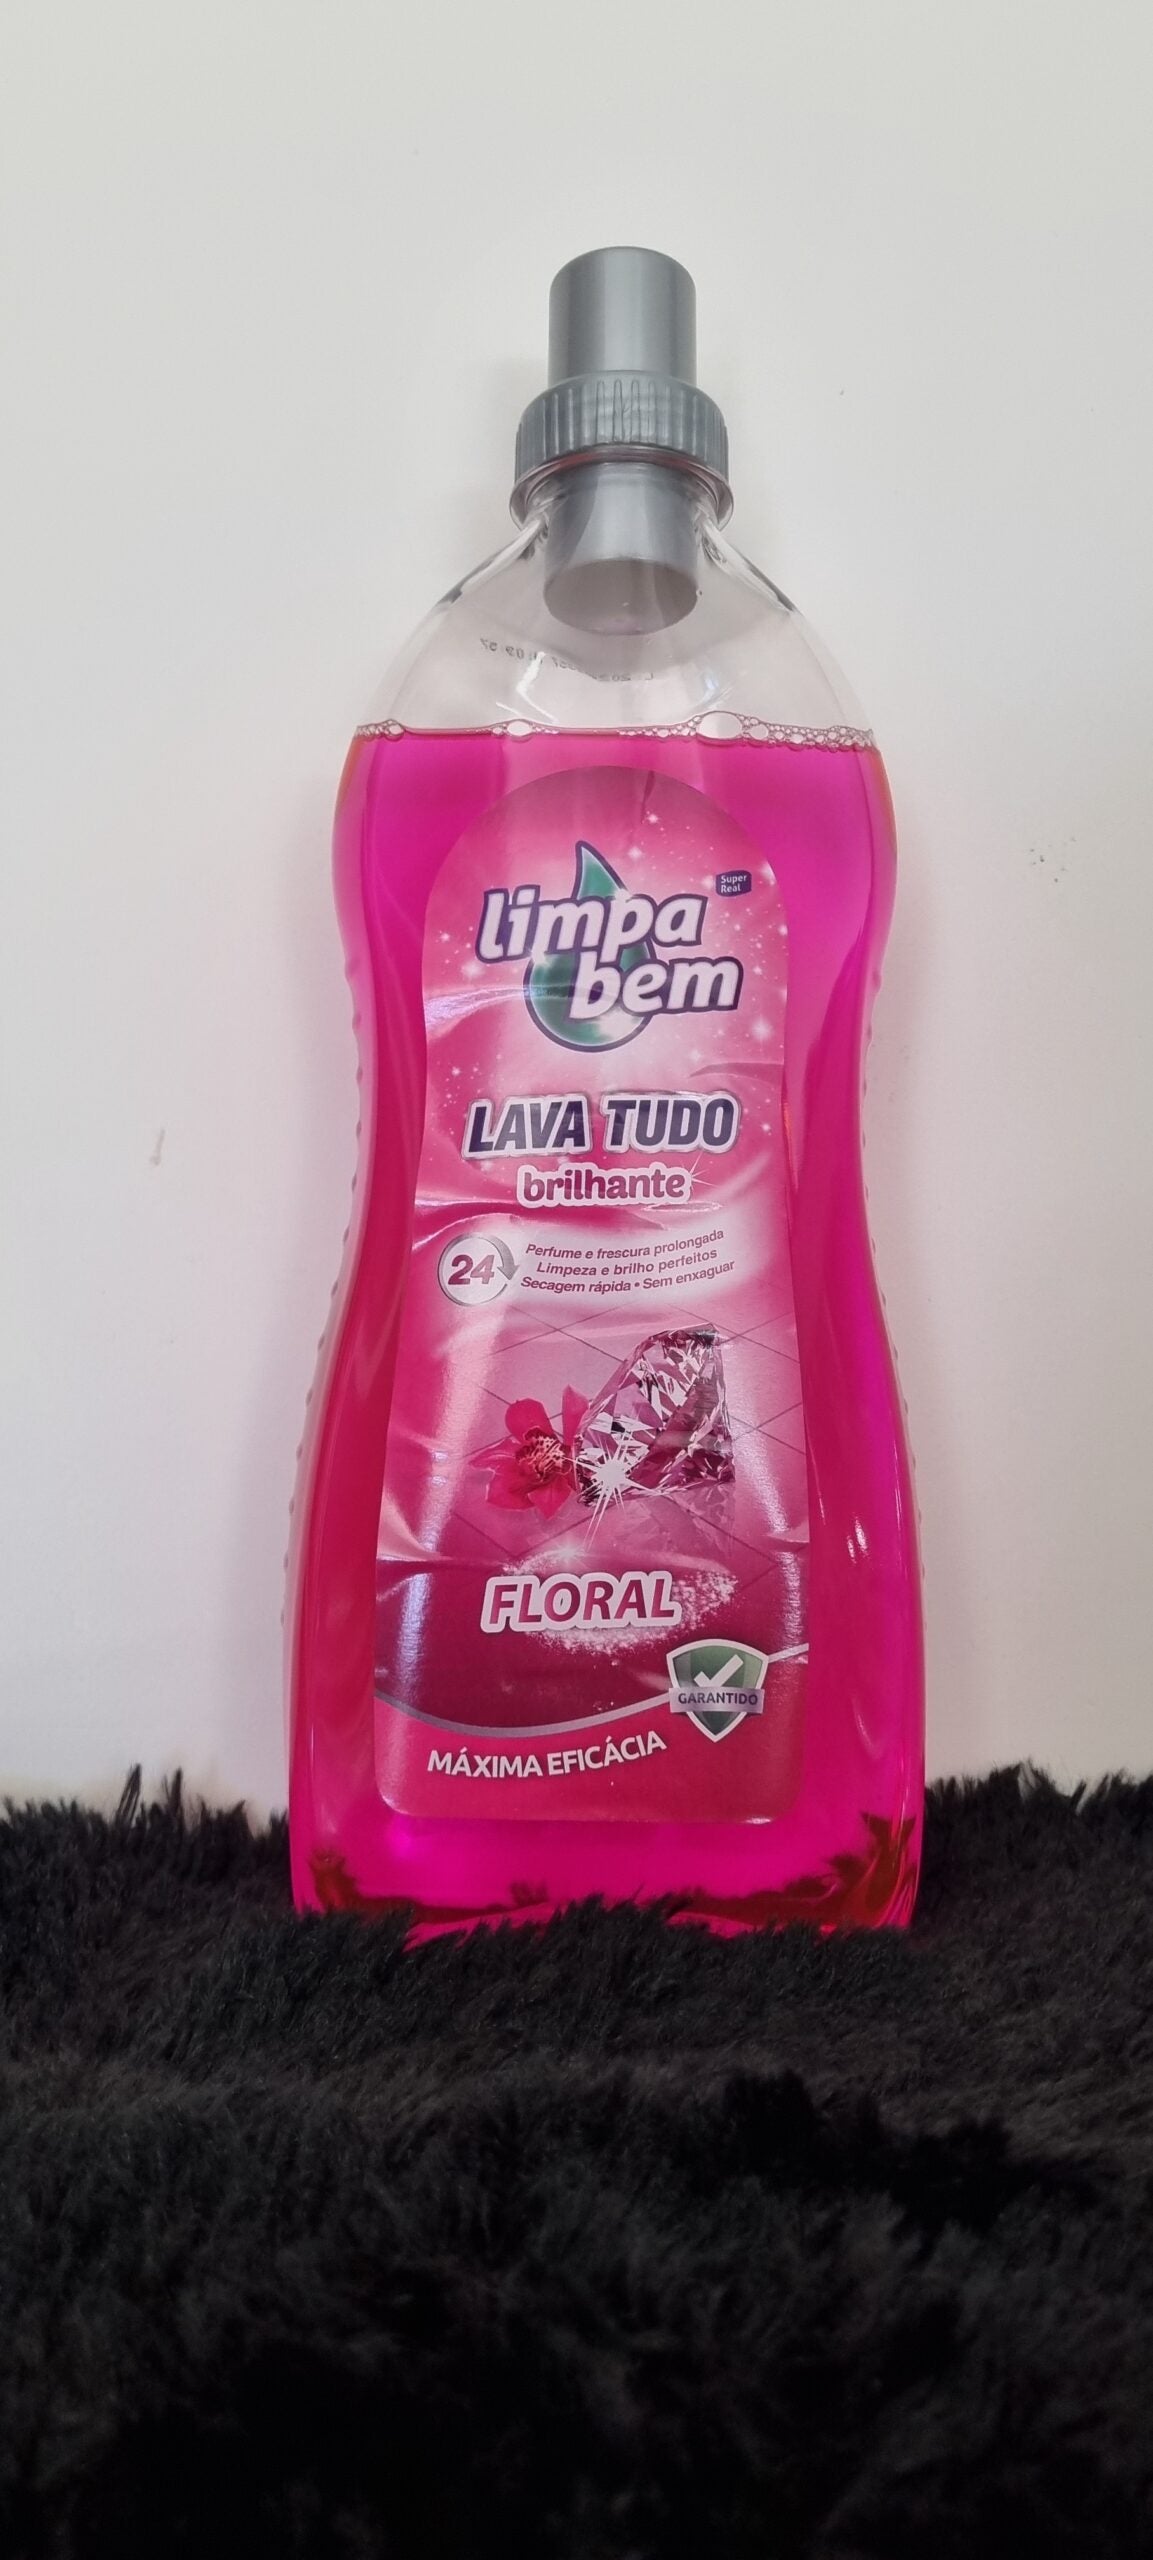 Super
Real
limpa
bem
LAVA TUDO
brilhante
24
Perfume e frescura prolongada
Limpeza e brilho perfeitos
Secagem rápida • Sem enxaguar
FLORAL
GARANTIDO
MÁXIMA EFICÁCIA